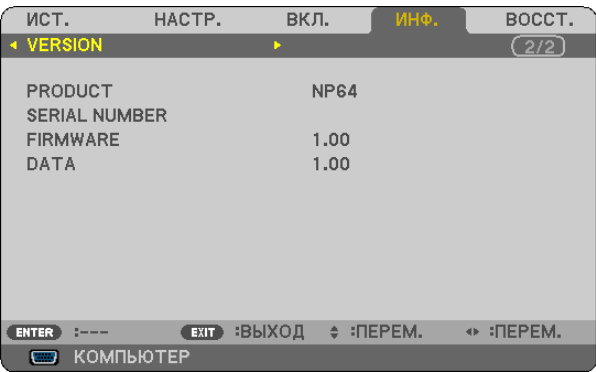 ИСТ. НАСТР. ВКЛ. ИНФ. ВОССТ.
VERSION 2/2
PRODUCT NP64
SERIAL NUMBER
FIRMWARE 1.00
DATA 1.00
ENTER :--- EXIT :ВЫХОД :ПЕРЕМ. :ПЕРЕМ.
КОМПЬЮТЕР